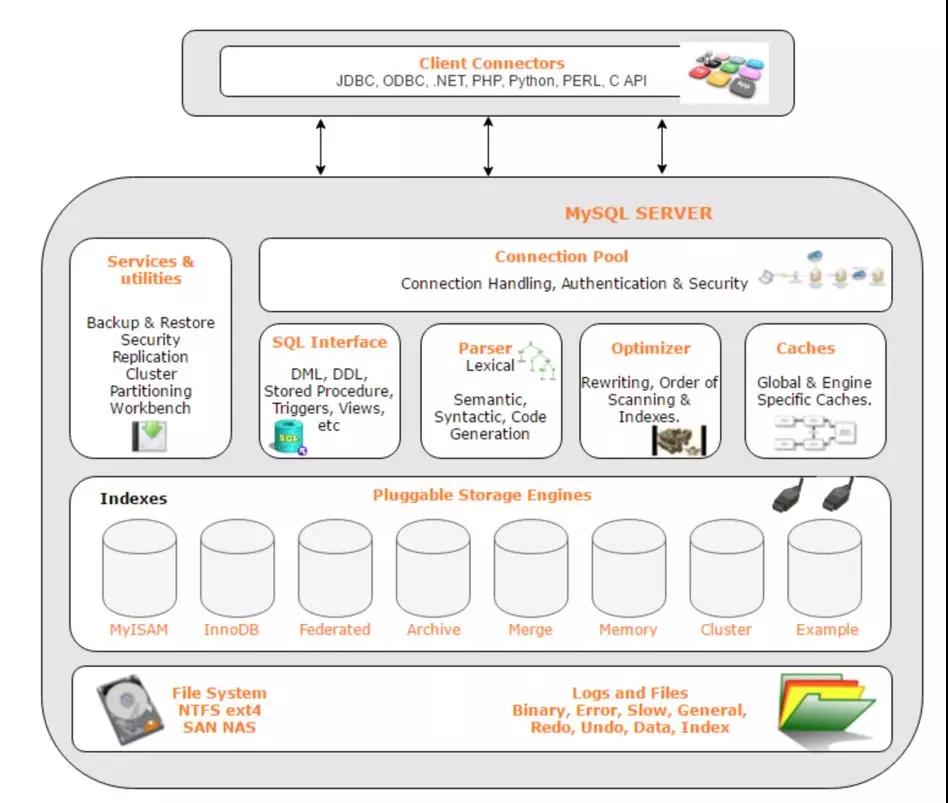 Client Connectors
JDBC, ODBC, .NET, PHP, Python, PERL, C API
APP
MySQL SERVER
Services &
utilities
Backup & Restore
Security
Replication
Cluster
Partitioning
Workbench
Connection Pool
Connection Handling, Authentication & Security
SQL Interface
DML, DDL,
Stored Procedure,
Triggers, Views,
etc
SQL
Parser
Lexical
Semantic,
Syntactic, Code
Generation
Optimizer
Rewriting, Order of
Scanning &
Indexes.
Caches
Global & Engine
Specific Caches.
Indexes
Pluggable Storage Engines
MyISAM
InnoDB
Federated
Archive
Merge
Memory
Cluster
Example
File System
NTFS ext4
SAN NAS
Logs and Files
Binary, Error, Slow, General,
Redo, Undo, Data, Index